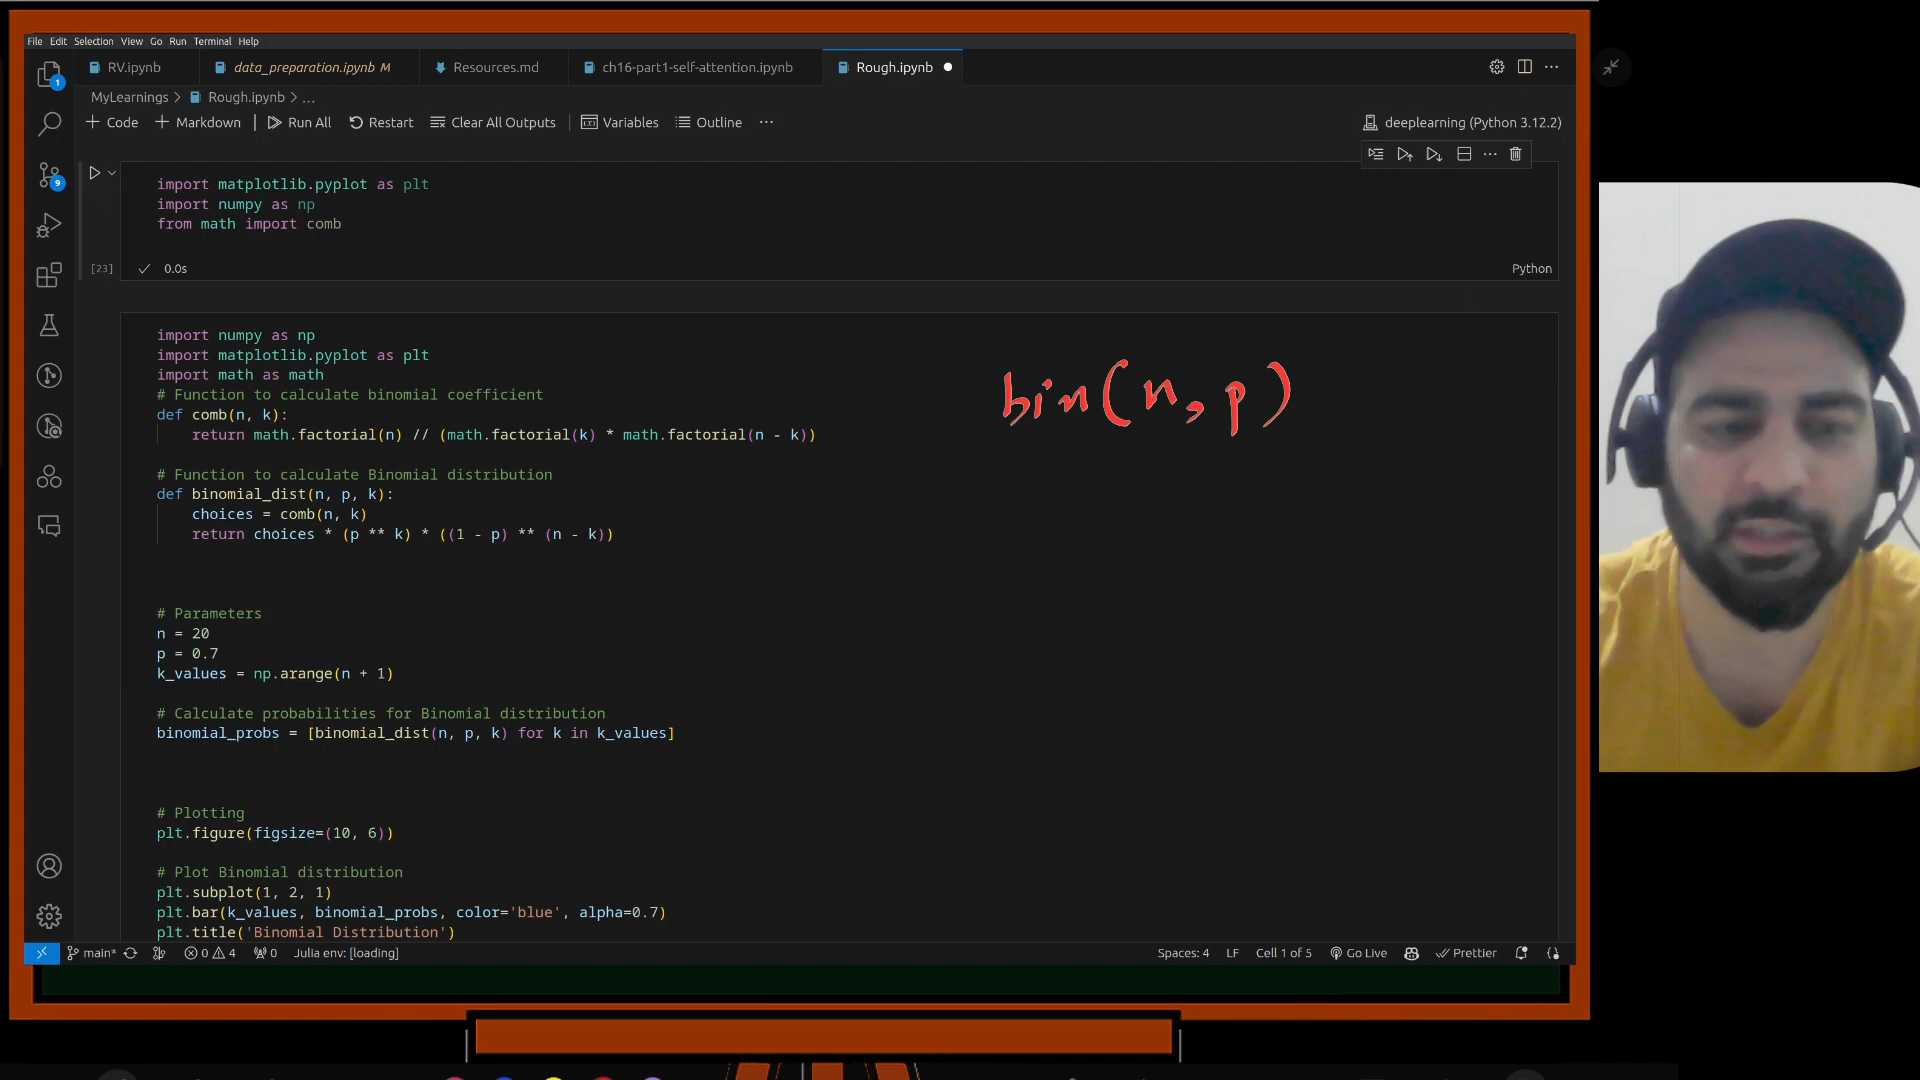 File Edit Selection View Go Run Terminal Help
RV.ipynb data_preparation.ipynb M Resources.md ch16-part1-self-attention.ipynb Rough.ipynb
1
MyLearnings > Rough.ipynb > ...
+ Code + Markdown Run All Restart Clear All Outputs Variables Outline ... deeplearning (Python 3.12.2)
9
import matplotlib.pyplot as plt
import numpy as np
from math import comb
[23] 0.0s Python
import numpy as np
import matplotlib.pyplot as plt
import math as math
# Function to calculate binomial coefficient
def comb(n, k):
return math.factorial(n) // (math.factorial(k) * math.factorial(n - k))
bin(n, p)
# Function to calculate Binomial distribution
def binomial_dist(n, p, k):
choices = comb(n, k)
return choices * (p ** k) * ((1 - p) ** (n - k))
# Parameters
n = 20
p = 0.7
k_values = np.arange(n + 1)
# Calculate probabilities for Binomial distribution
binomial_probs = [binomial_dist(n, p, k) for k in k_values]
# Plotting
plt.figure(figsize=(10, 6))
# Plot Binomial distribution
plt.subplot(1, 2, 1)
plt.bar(k_values, binomial_probs, color='blue', alpha=0.7)
plt.title('Binomial Distribution')
main* 0 4 0 Julia env: [loading] Spaces: 4 LF Cell 1 of 5 Go Live Prettier